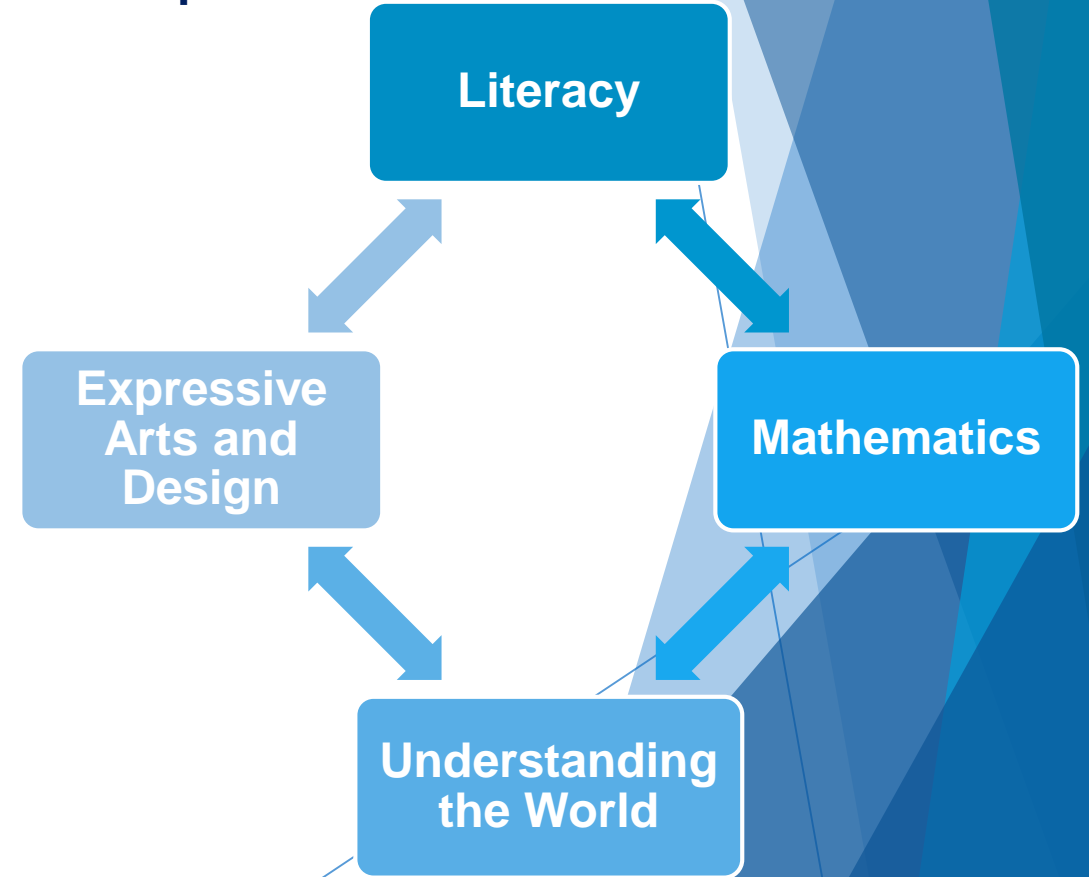 Literacy
Expressive
Arts and
Design
Mathematics
Understanding
the World